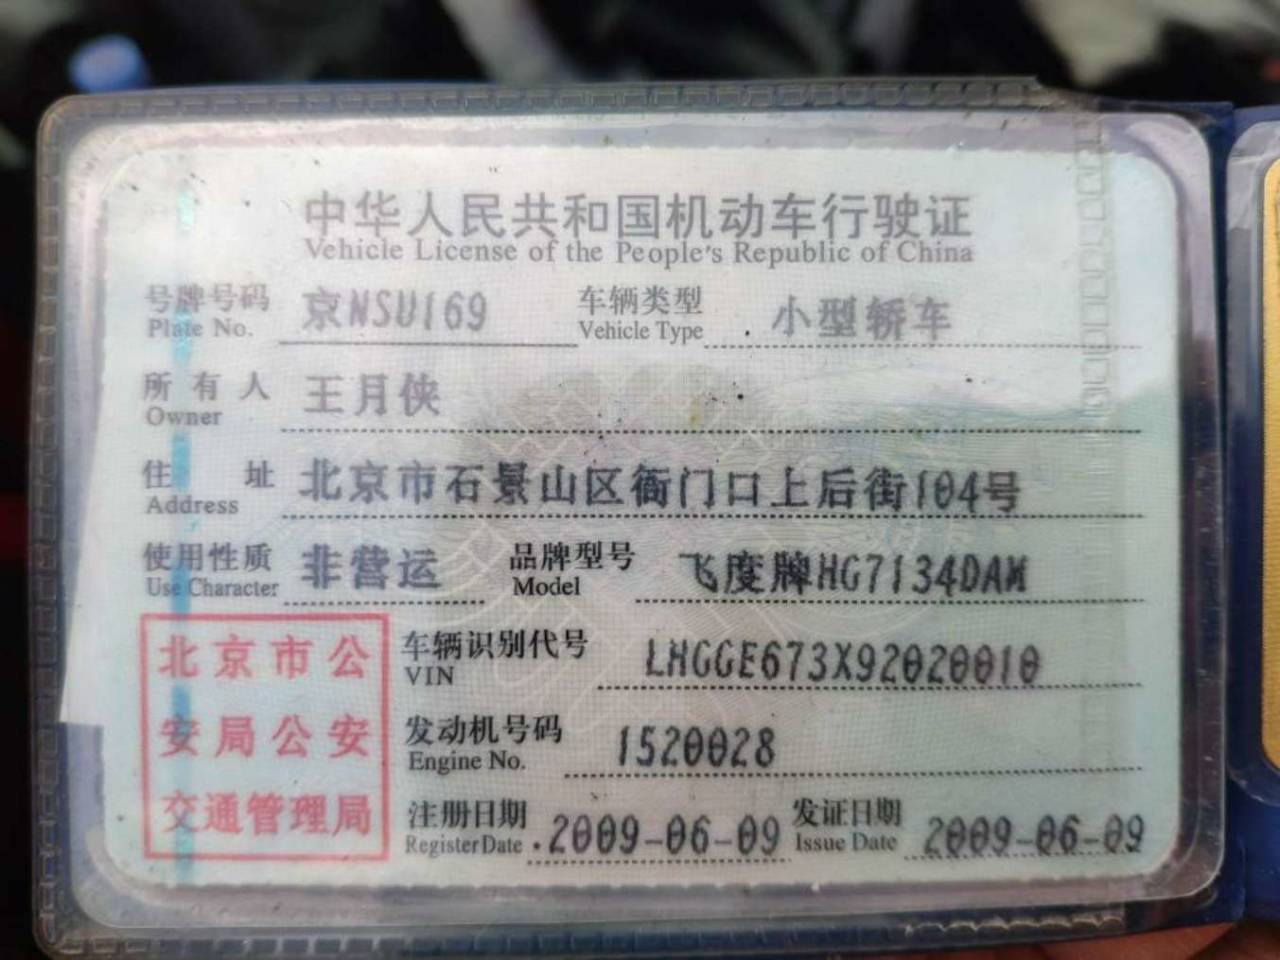 中华人民共和国机动车行驶证
Vehicle License of the People's Republic of China
号牌号码 京NSU169 车辆类型 小型轿车
Plate No. Vehicle Type
所有人 王月侠
Owner
住址 北京市石景山区衙门口上后街104号
Address
使用性质 非营运 品牌型号 飞度牌HG7134DAM
Use Character Model
北京市公
安局公安
交通管理局
车辆识别代号 LHGGE673X92020010
VIN
发动机号码 1520028
Engine No.
注册日期 2009-06-09 发证日期 2009-06-09
Register Date Issue Date